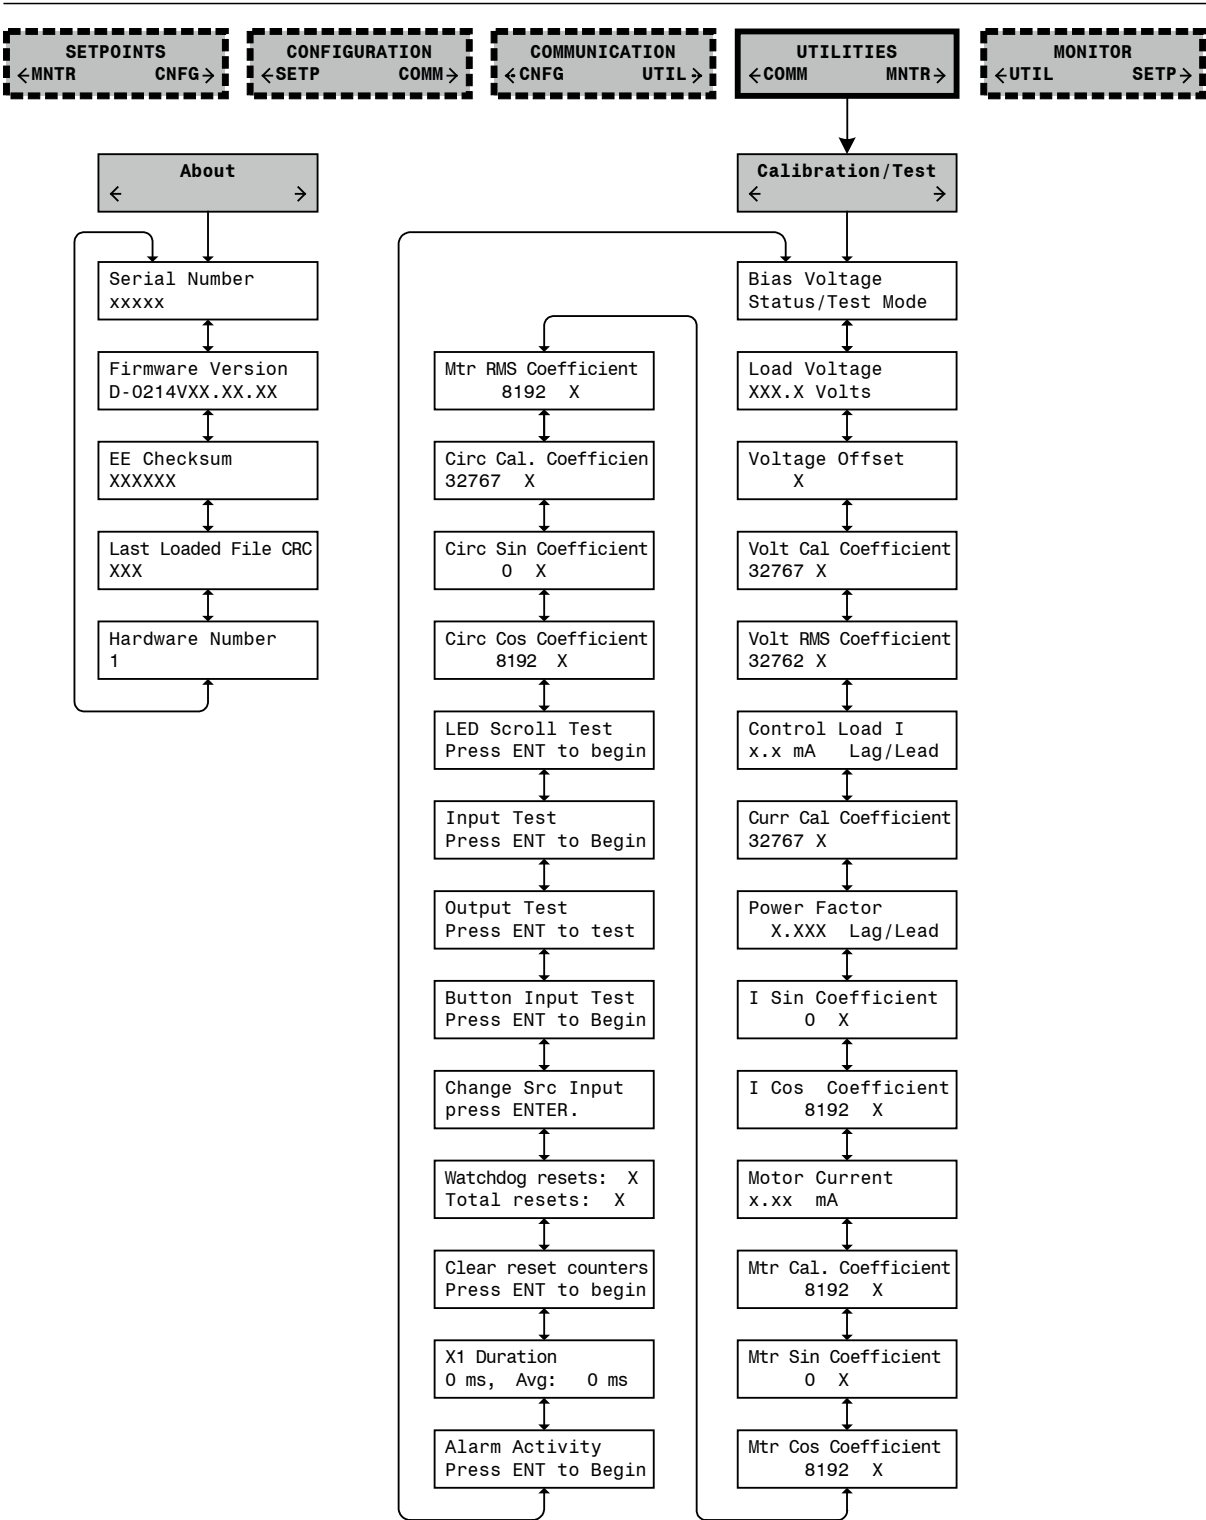 SETPOINTS
←MNTR CNFG→
CONFIGURATION
←SETP COMM→
COMMUNICATION
←CNFG UTIL→
UTILITIES
←COMM MNTR→
MONITOR
←UTIL SETP→
About
← →
Serial Number
xxxxx
Firmware Version
D-0214VXX.XX.XX
EE Checksum
XXXXXX
Last Loaded File CRC
XXX
Hardware Number
1
Calibration/Test
← →
Bias Voltage
Status/Test Mode
Load Voltage
XXX.X Volts
Voltage Offset
X
Volt Cal Coefficient
32767 X
Volt RMS Coefficient
32762 X
Control Load I
x.x mA Lag/Lead
Curr Cal Coefficient
32767 X
Power Factor
X.XXX Lag/Lead
I Sin Coefficient
0 X
I Cos Coefficient
8192 X
Motor Current
x.xx mA
Mtr Cal. Coefficient
8192 X
Mtr Sin Coefficient
0 X
Mtr Cos Coefficient
8192 X
Mtr RMS Coefficient
8192 X
Circ Cal. Coefficien
32767 X
Circ Sin Coefficient
0 X
Circ Cos Coefficient
8192 X
LED Scroll Test
Press ENT to begin
Input Test
Press ENT to Begin
Output Test
Press ENT to test
Button Input Test
Press ENT to Begin
Change Src Input
press ENTER.
Watchdog resets: X
Total resets: X
Clear reset counters
Press ENT to begin
X1 Duration
0 ms, Avg: 0 ms
Alarm Activity
Press ENT to Begin